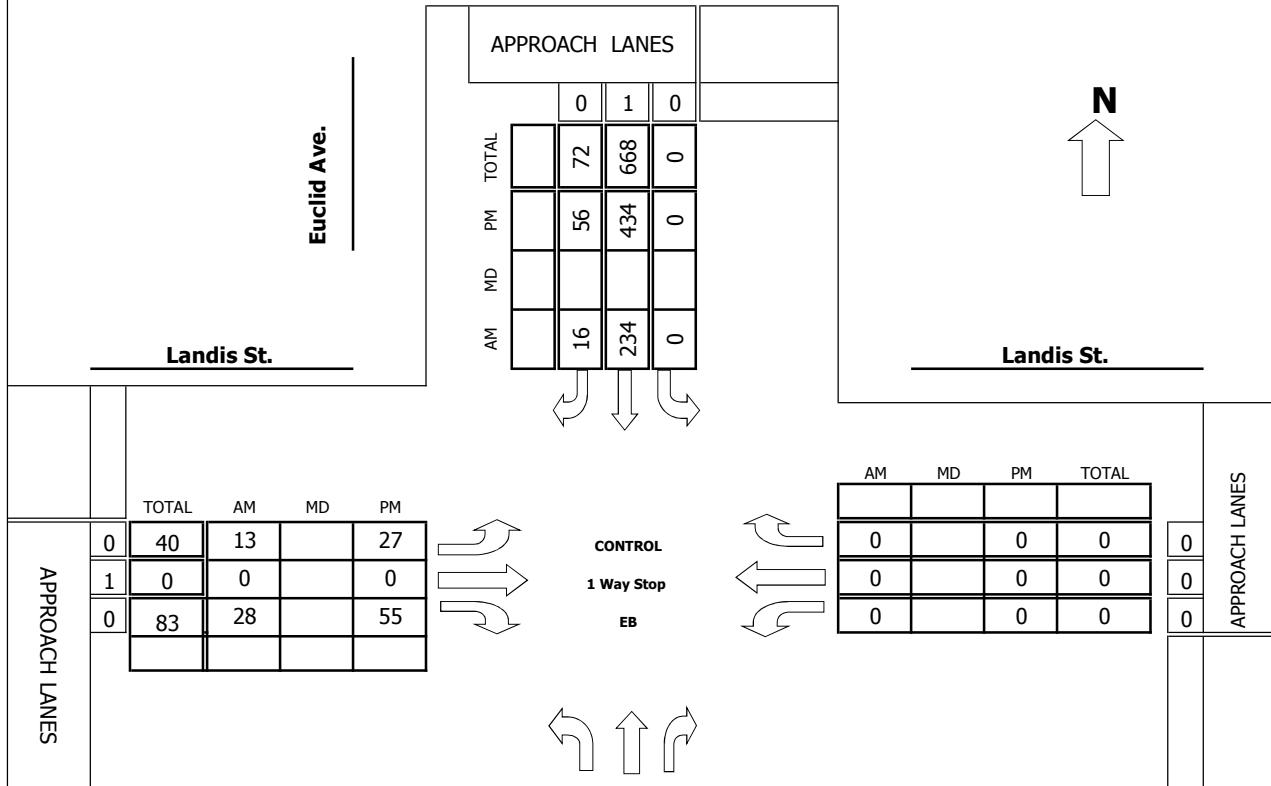 APPROACH LANES
0 1 0
N
Euclid Ave.
TOTAL 72 668 0
PM 56 434 0
MD
AM 16 234 0
Landis St.
Landis St.
AM MD PM TOTAL
TOTAL AM MD PM
0 40 13 27
1 0 0 0
0 83 28 55
APPROACH LANES
CONTROL
1 Way Stop
EB
0 0 0 0
0 0 0 0
0 0 0 0
APPROACH LANES